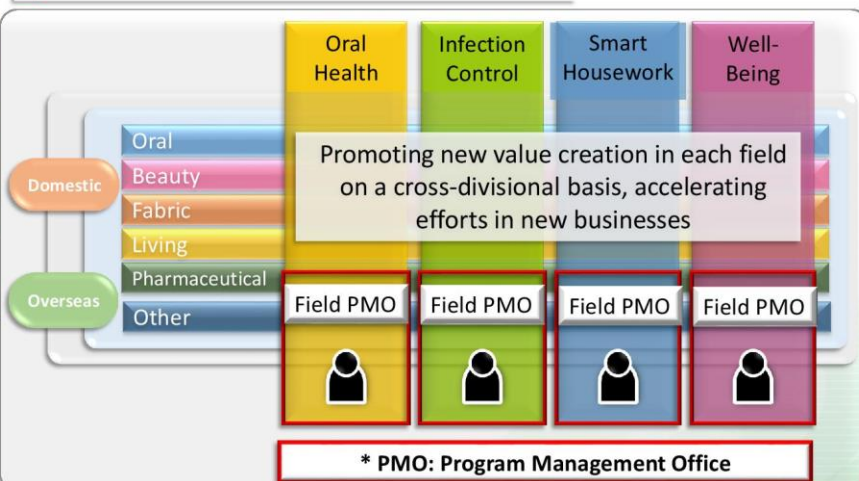 Oral
Health
Infection
Control
Smart
Housework
Well-
Being
Domestic
Overseas
Oral
Beauty
Fabric
Living
Pharmaceutical
Other
Promoting new value creation in each field
on a cross-divisional basis, accelerating
efforts in new businesses
Field PMO
Field PMO
Field PMO
Field PMO
* PMO: Program Management Office